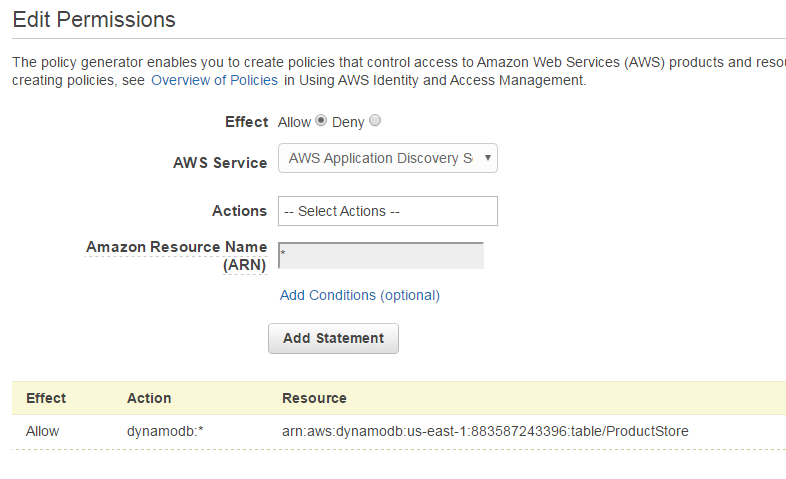 Edit Permissions
The policy generator enables you to create policies that control access to Amazon Web Services (AWS) products and
creating policies, see Overview of Policies in Using AWS Identity and Access Management.
Effect Allow Deny
AWS Service AWS Application Discovery
Actions -- Select Actions --
Amazon Resource Name
(ARN) *
Add Conditions (optional)
Add Statement
Effect Action Resource
Allow dynamodb:* arn:aws:dynamodb:us-east-1:883587243396:table/ProductStore